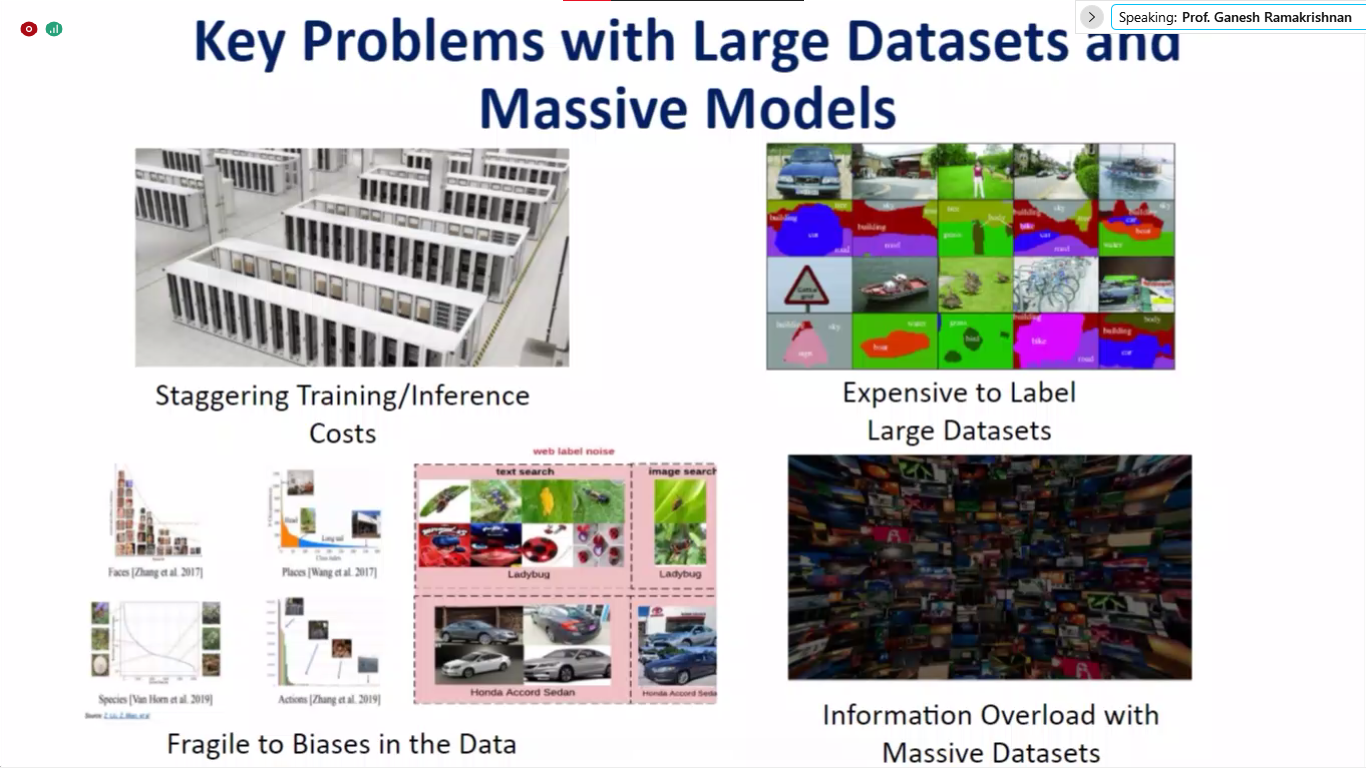 Speaking: Prof. Ganesh Ramakrishnan
Key Problems with Large Datasets and
Massive Models
building
car
road
sky
building
road
tree
grass
body
building
bike
car
road
sky
car
boat
water
building
sky
sign
water
boat
grass
bird
building
bike
road
body
building
car
Staggering Training/Inference
Costs
Expensive to Label
Large Datasets
web label noise
text search
image search
Ladybug
Ladybug
Honda Accord Sedan
Honda Accord Seda
Head
Long tail
Class index
Faces [Zhang et al. 2017]
Places [Wang et al. 2017]
Species [Van Horn et al. 2019]
Actions [Zhang et al. 2019]
Fragile to Biases in the Data
Information Overload with
Massive Datasets